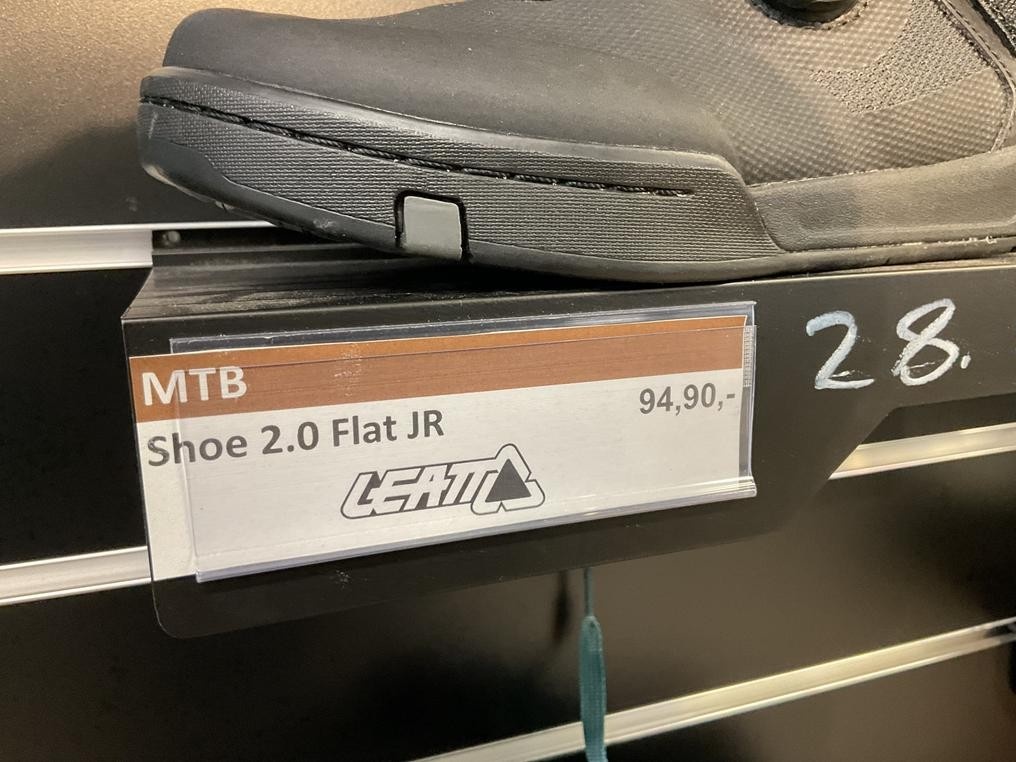 MTB
Shoe 2.0 Flat JR
94,90,-
LEATT
28.